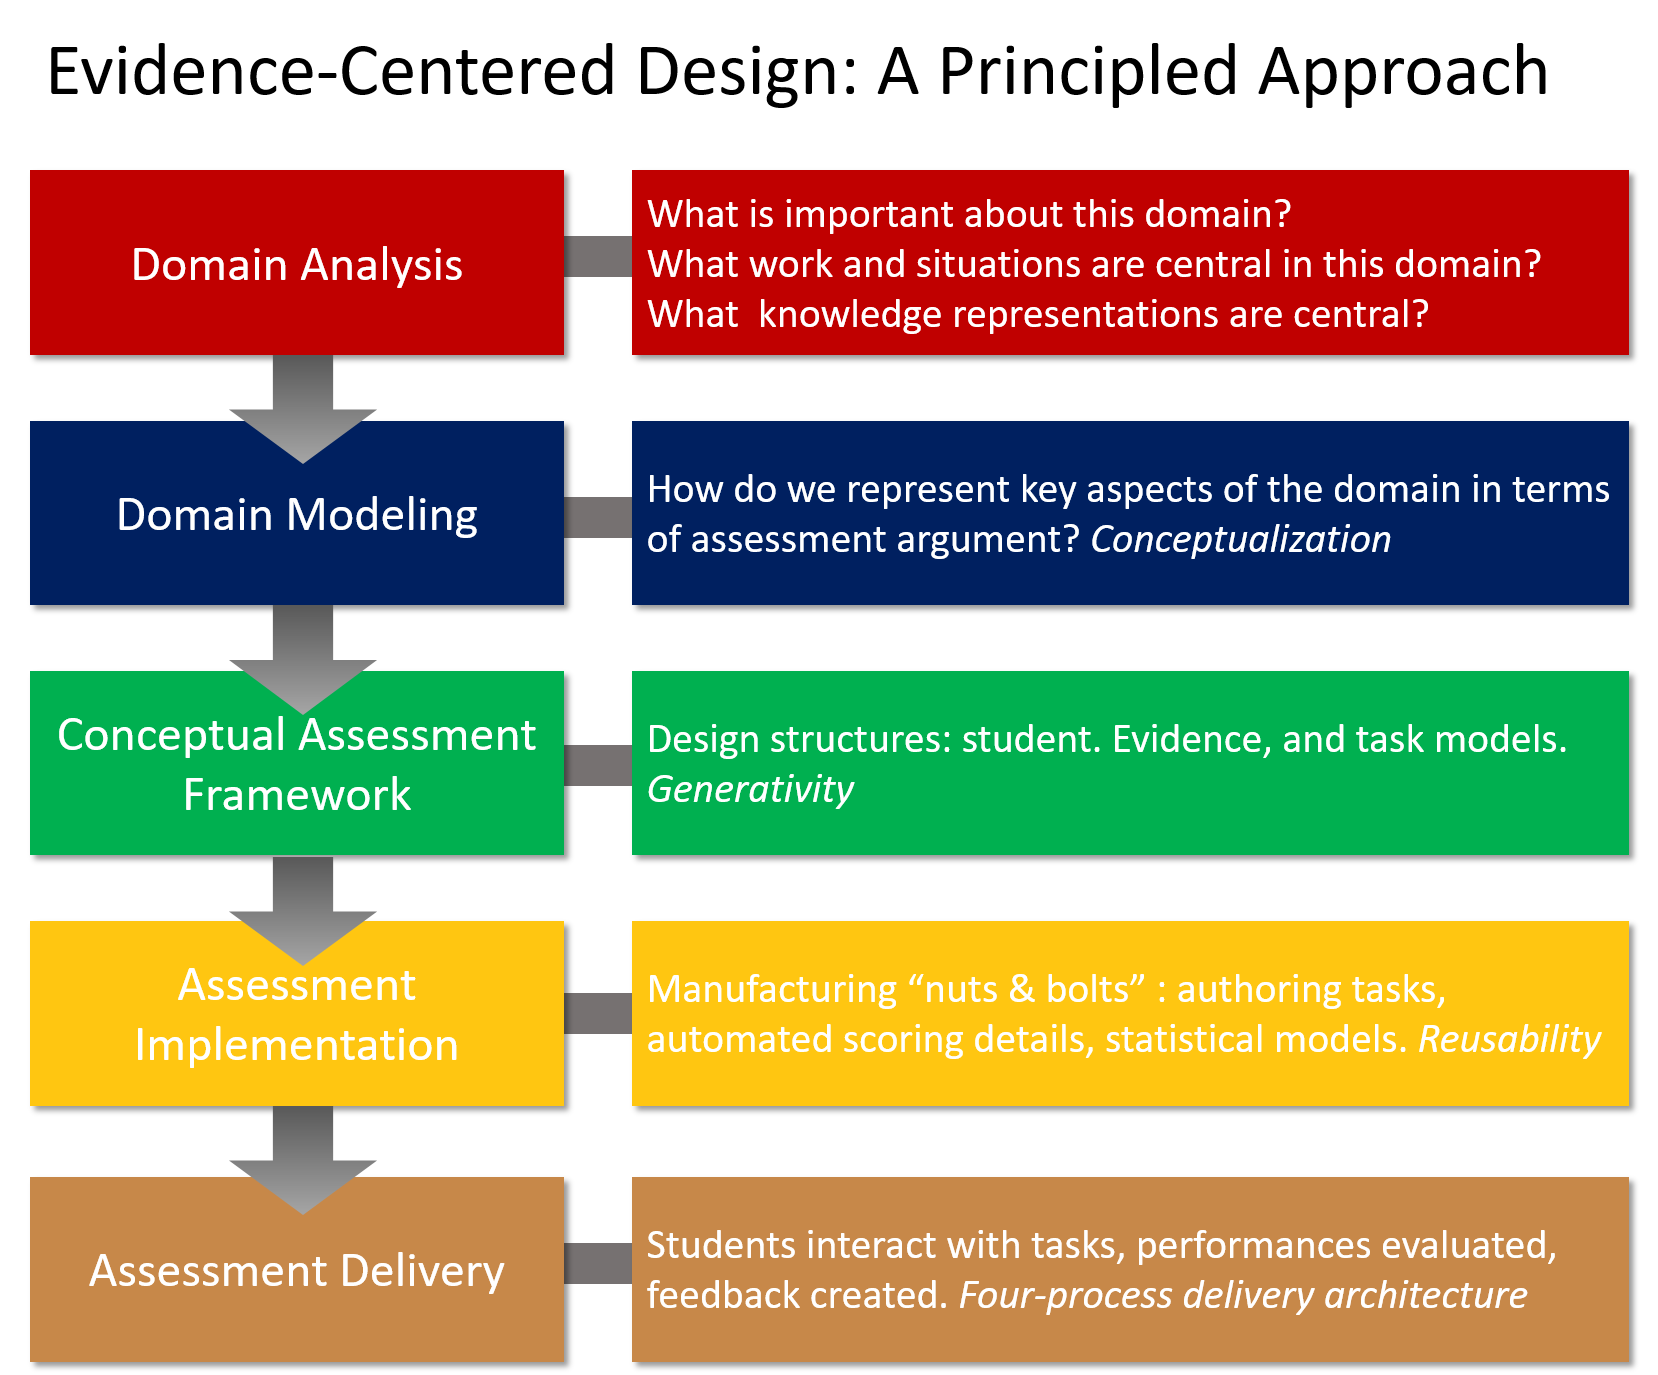 Evidence-Centered Design: A Principled Approach
Domain Analysis
What is important about this domain?
What work and situations are central in this domain?
What  knowledge representations are central?
Domain Modeling
How do we represent key aspects of the domain in terms
of assessment argument? Conceptualization
Conceptual Assessment
Framework
Design structures: student. Evidence, and task models.
Generativity
Assessment
Implementation
Manufacturing “nuts & bolts” : authoring tasks,
automated scoring details, statistical models. Reusability
Assessment Delivery
Students interact with tasks, performances evaluated,
feedback created. Four-process delivery architecture